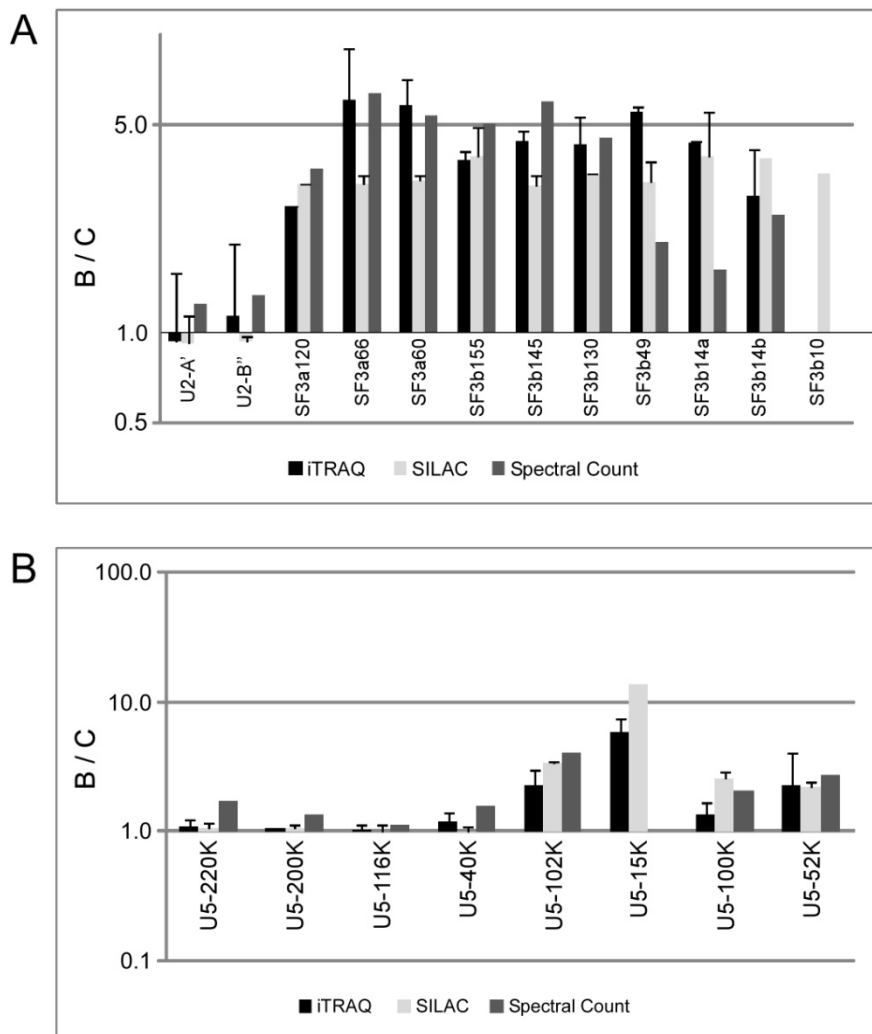 A
B / C
5.0
1.0
0.5
U2-A'
U2-B''
SF3a120
SF3a66
SF3a60
SF3b155
SF3b145
SF3b130
SF3b49
SF3b14a
SF3b14b
SF3b10
iTRAQ SILAC Spectral Count
B
B / C
100.0
10.0
1.0
0.1
U5-220K
U5-200K
U5-116K
U5-40K
U5-102K
U5-15K
U5-100K
U5-52K
iTRAQ SILAC Spectral Count